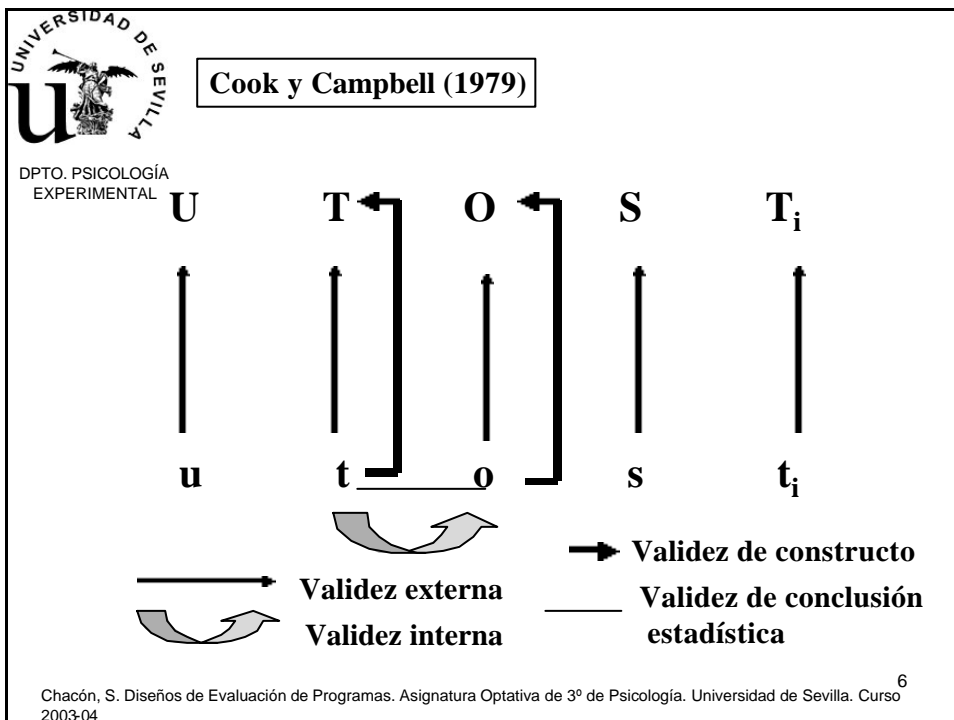 UNIVERSIDAD DE SEVILLA
u
Cook y Campbell (1979)
DPTO. PSICOLOGÍA
EXPERIMENTAL
U T O S Ti
u t o s ti
Validez de constructo
Validez externa
Validez de conclusión
estadística
Validez interna
6
Chacón, S. Diseños de Evaluación de Programas. Asignatura Optativa de 3º de Psicología. Universidad de Sevilla. Curso
2003-04